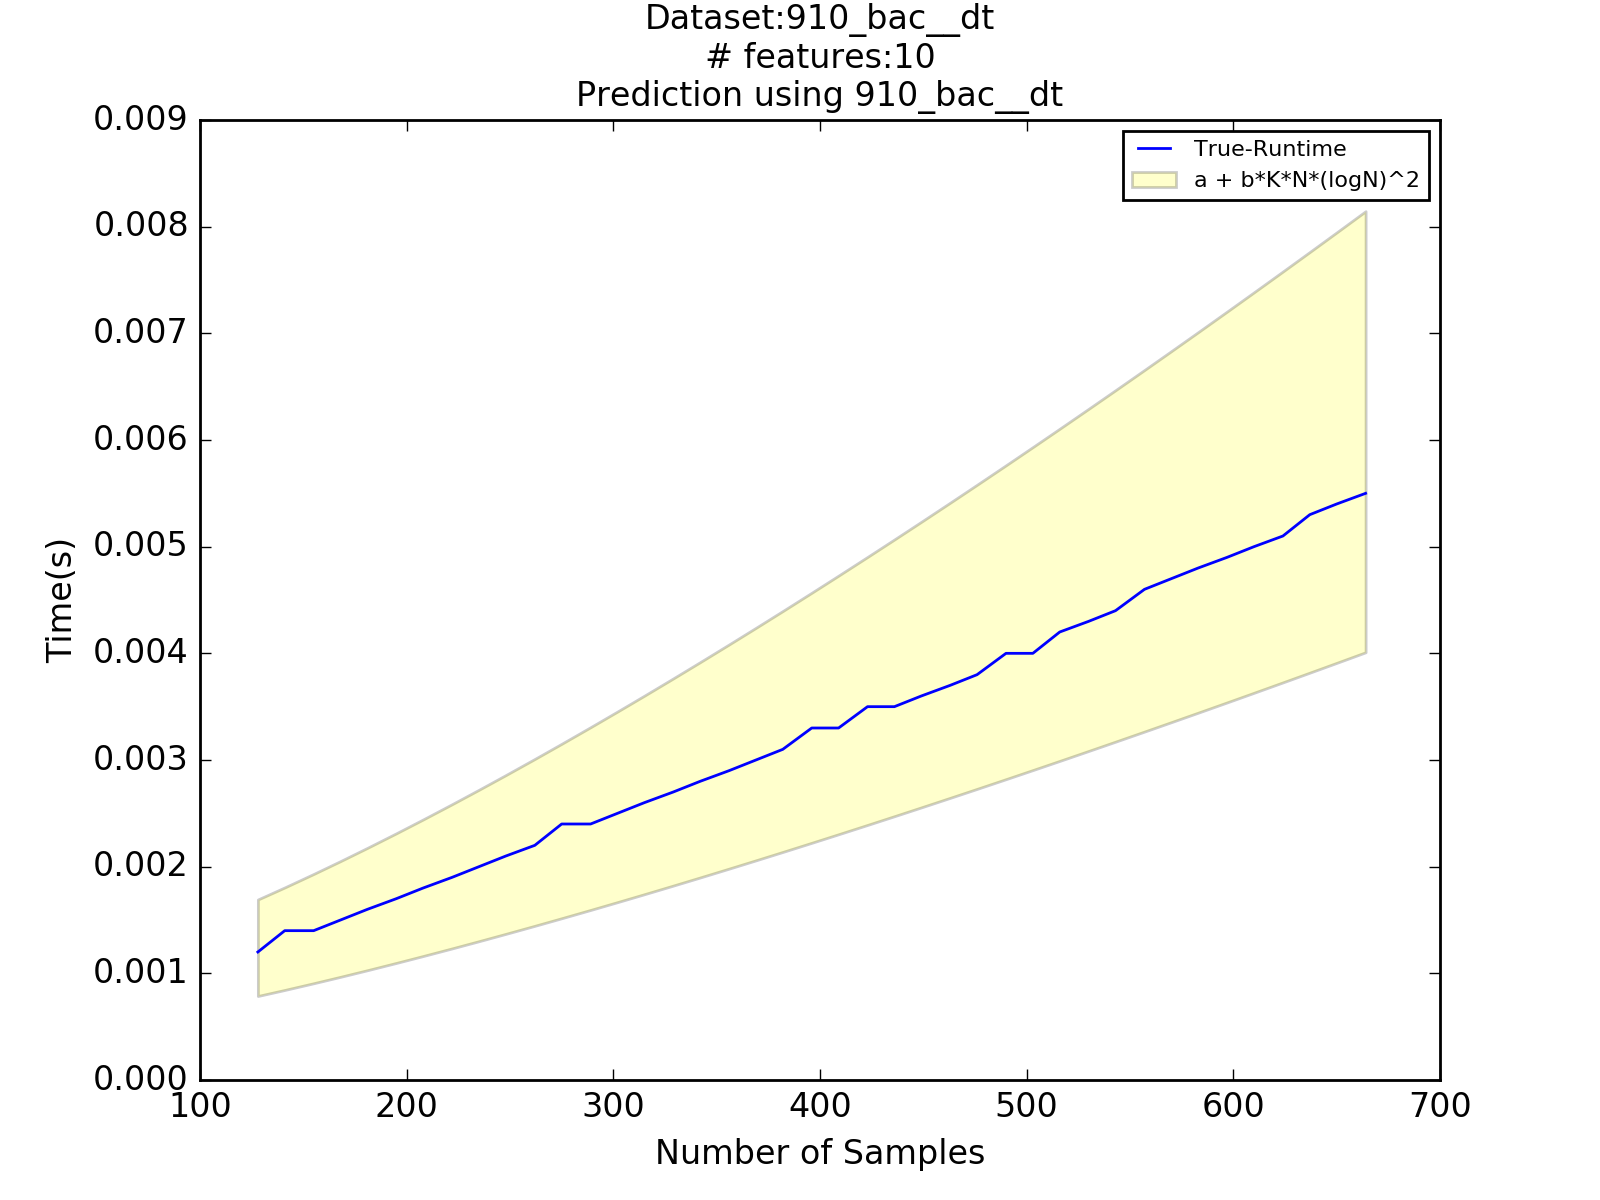 Dataset:910_bac__dt
# features:10
Prediction using 910_bac__dt
True-Runtime
a + b*K*N*(logN)^2
0.009
0.008
0.007
0.006
0.005
0.004
0.003
0.002
0.001
0.000
Time(s)
100 200 300 400 500 600 700
Number of Samples